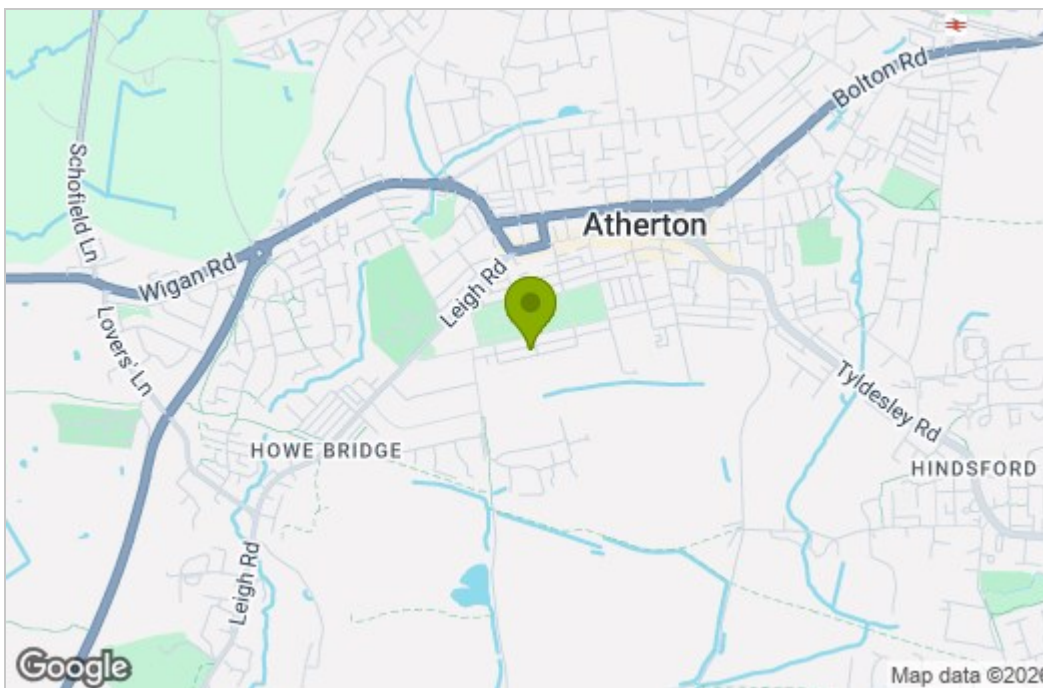 Bolton Rd
Schofield Ln
Atherton
Wigan Rd
Leigh Rd
Lovers' Ln
Tyldesley Rd
HOWE BRIDGE
HINDSFORD
Leigh Rd
Google
Map data ©2026